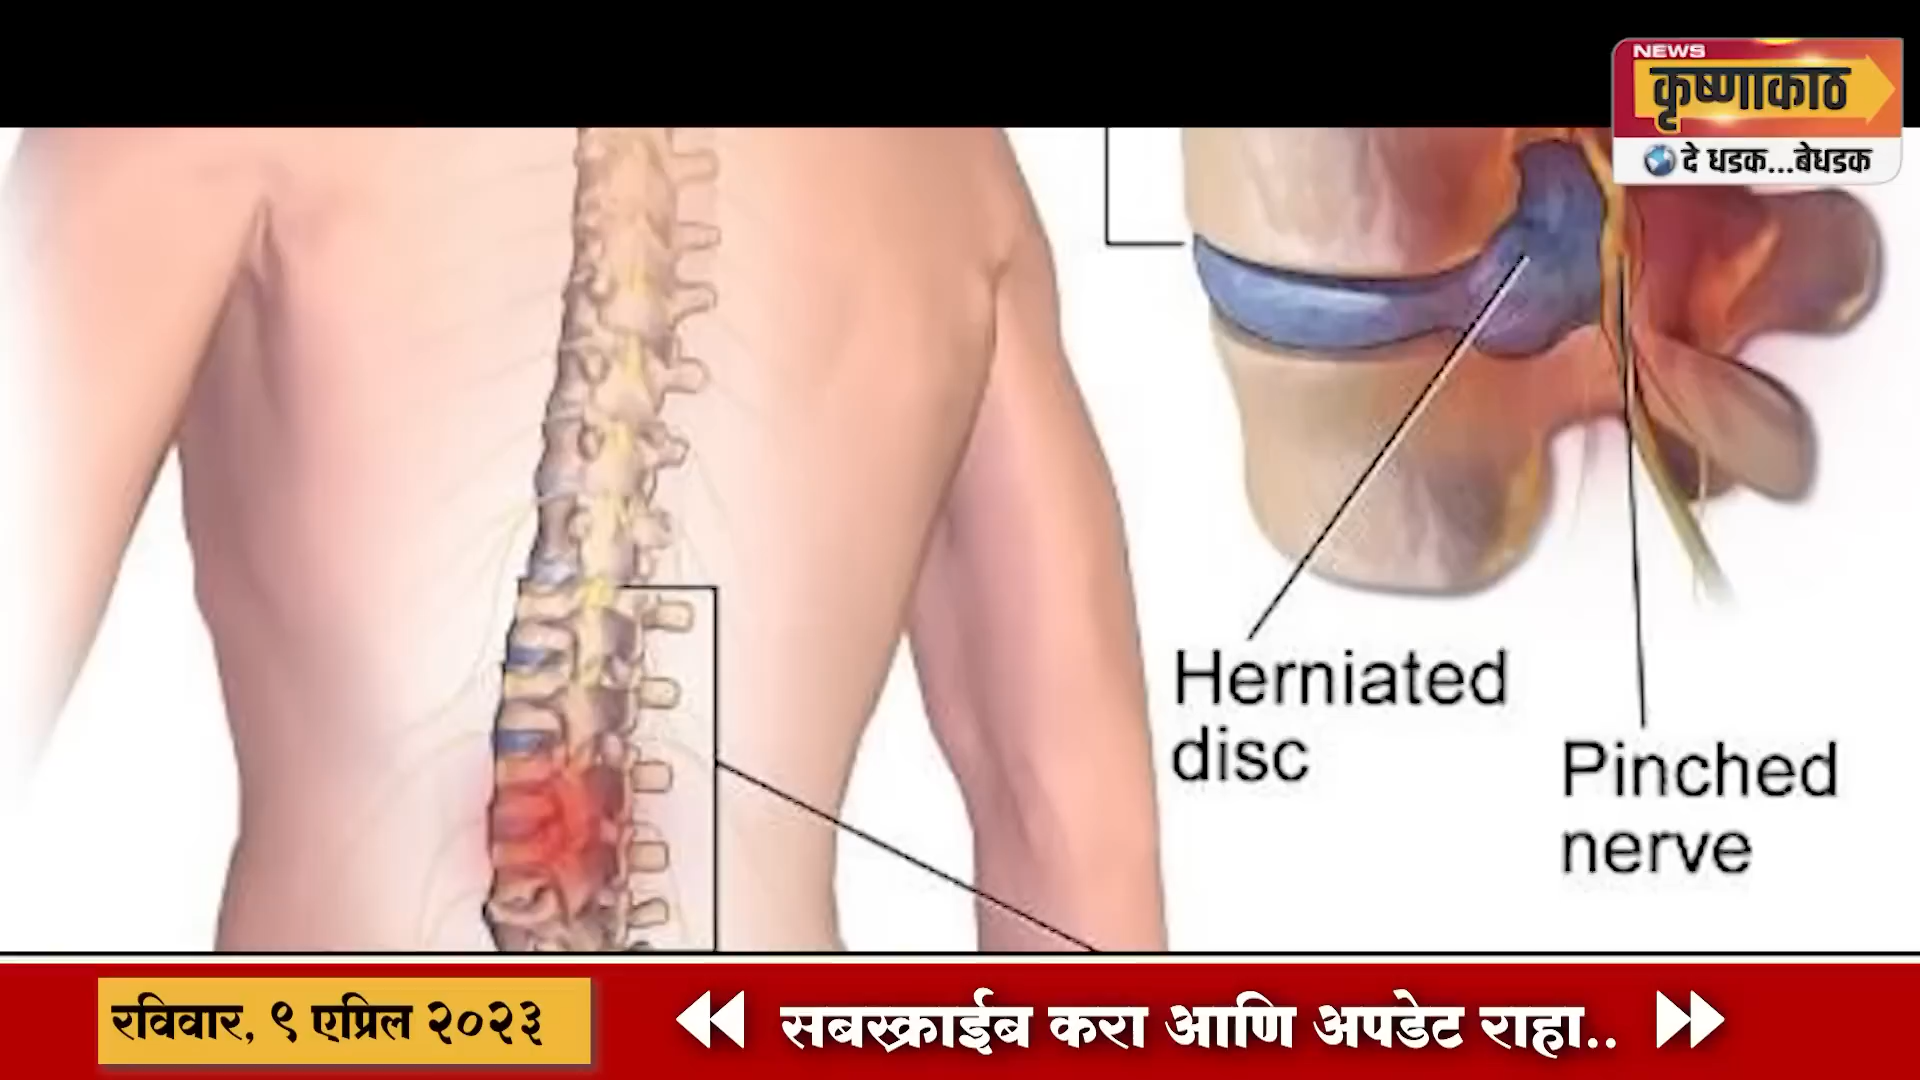 NEWS
कृष्णाकाठ
दे धडक...बेधडक
Herniated
disc
Pinched
nerve
रविवार, ९ एप्रिल २०२३
सबस्क्राईब करा आणि अपडेट राहा..